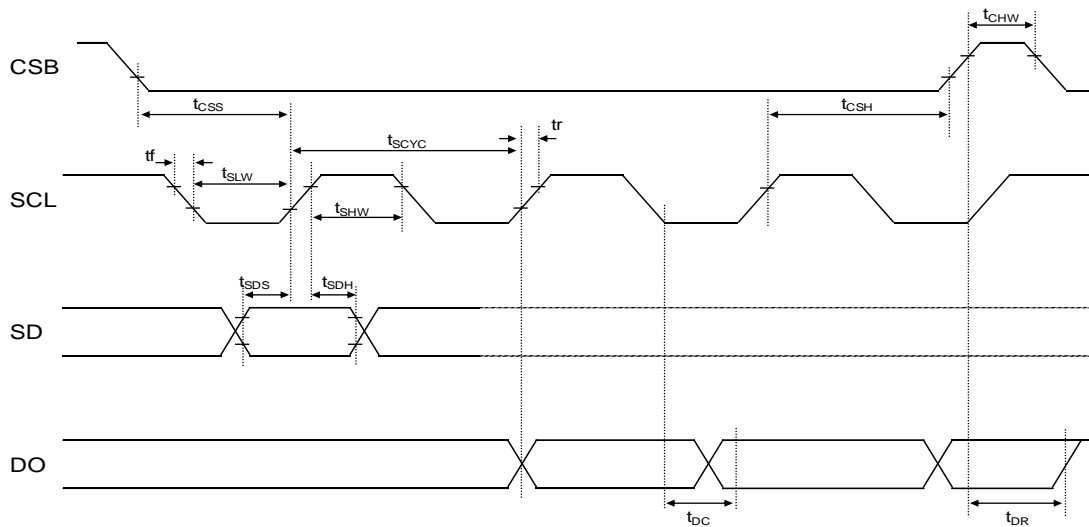 tCHW
CSB
tCSS
tCSH
tr
tSCYC
tf
tSLW
SCL
tSHW
tSDS
tSDH
SD
DO
tDC
tDR